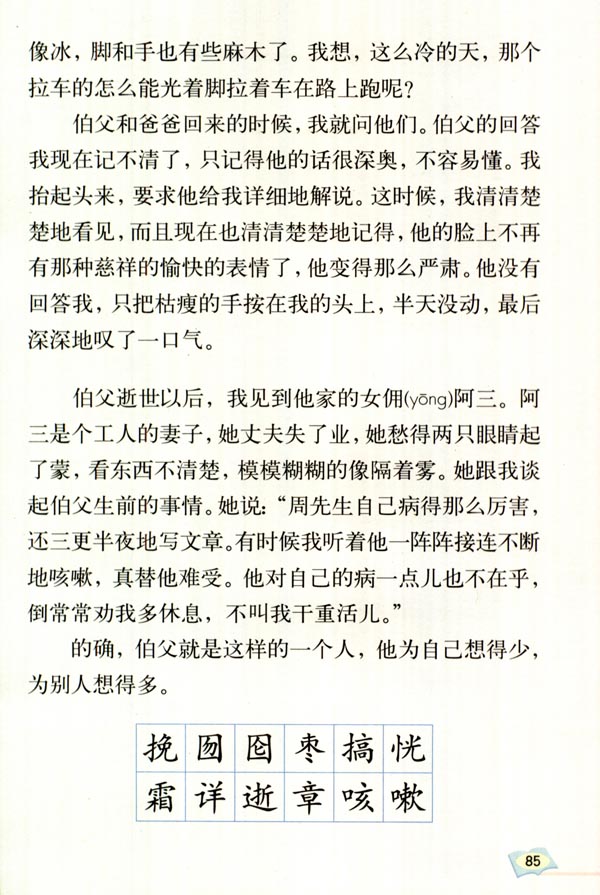 像冰，脚和手也有些麻木了。我想，这么冷的天，那个
拉车的怎么能光着脚拉着车在路上跑呢？
伯父和爸爸回来的时候，我就问他们。伯父的回答
我现在记不清了，只记得他的话很深奥，不容易懂。我
抬起头来，要求他给我详细地解说。这时候，我清清楚
楚地看见，而且现在也清清楚楚地记得，他的脸上不再
有那种慈祥的愉快的表情了，他变得那么严肃。他没有
回答我，只把枯瘦的手按在我的头上，半天没动，最后
深深地叹了一口气。
伯父逝世以后，我见到他家的女佣(yōng)阿三。阿
三是个工人的妻子，她丈夫失了业，她愁得两只眼睛起
了蒙，看东西不清楚，模模糊糊的像隔着雾。她跟我谈
起伯父生前的事情。她说：“周先生自己病得那么厉害，
还三更半夜地写文章。有时候我听着他一阵阵接连不断
地咳嗽，真替他难受。他对自己的病一点儿也不在乎，
倒常常劝我多休息，不叫我干重活儿。”
的确，伯父就是这样的一个人，他为自己想得少，
为别人想得多。
挽囫囵枣搞恍
霜详逝章咳嗽
85